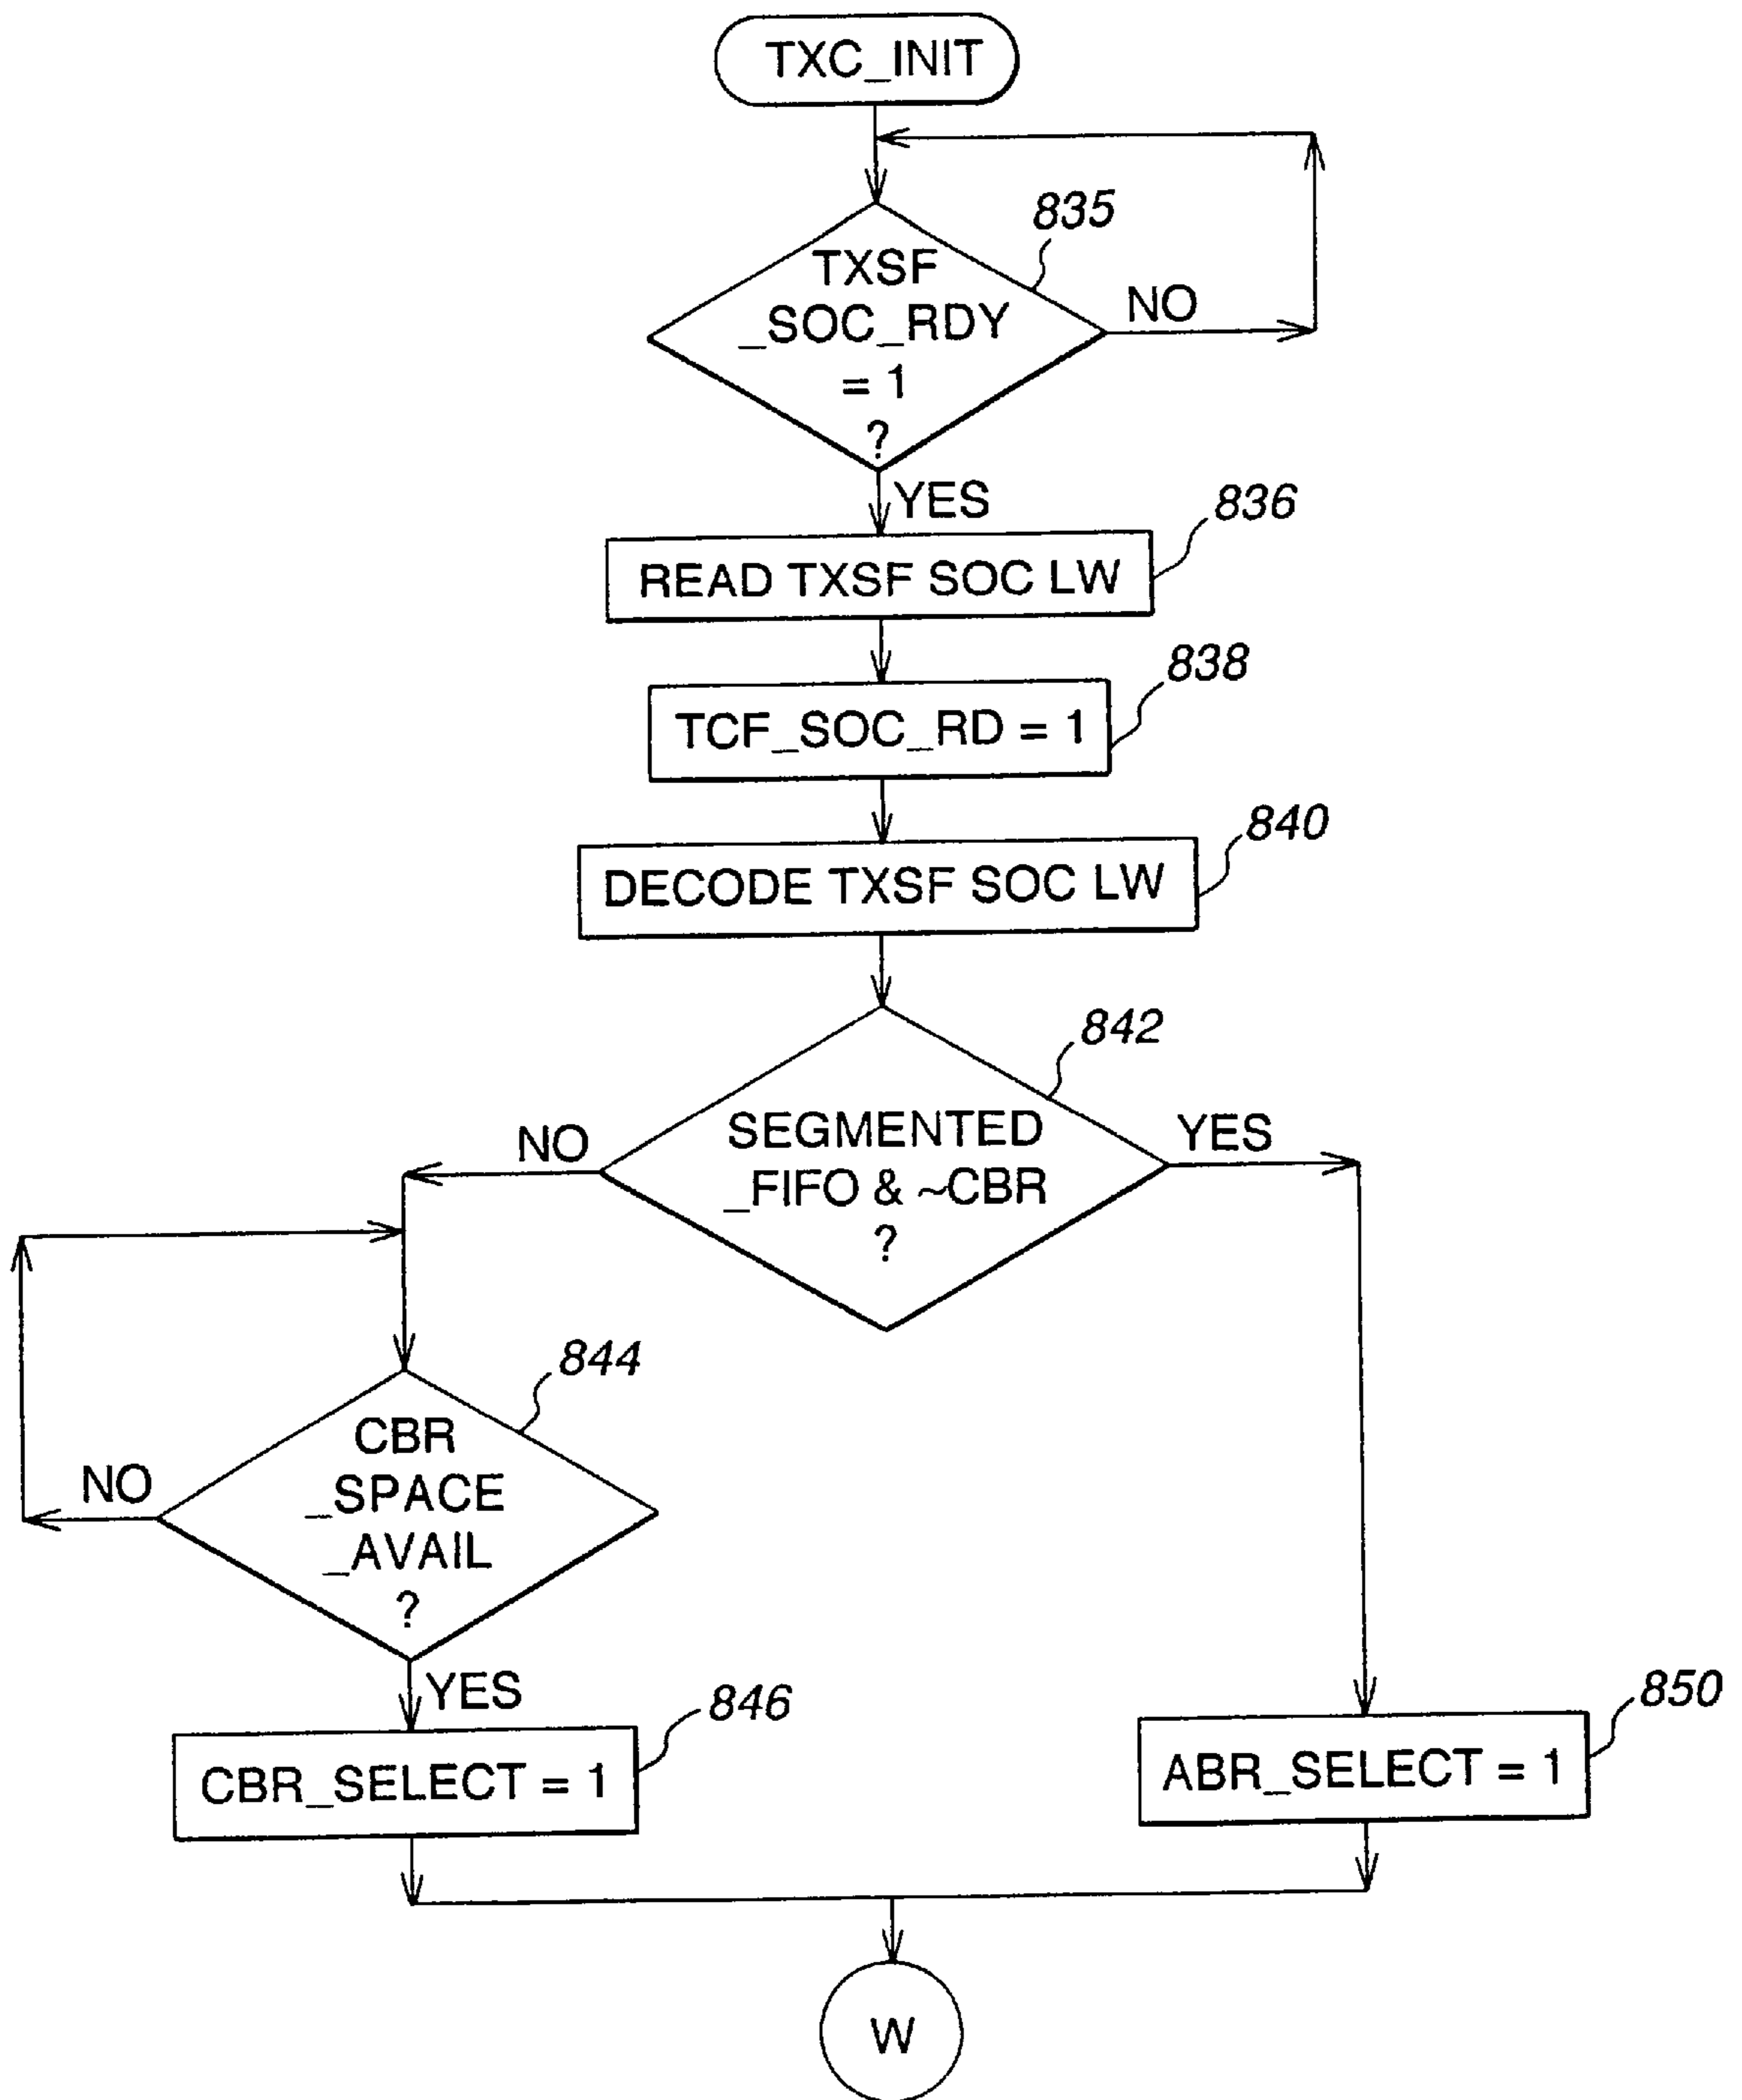 TXC_INIT
835
TXSF
_SOC_RDY
= 1
?
NO
YES
836
READ TXSF SOC LW
838
TCF_SOC_RD = 1
840
DECODE TXSF SOC LW
842
SEGMENTED
_FIFO & ~CBR
?
NO
YES
844
CBR
_SPACE
_AVAIL
?
NO
YES
846
CBR_SELECT = 1
850
ABR_SELECT = 1
W